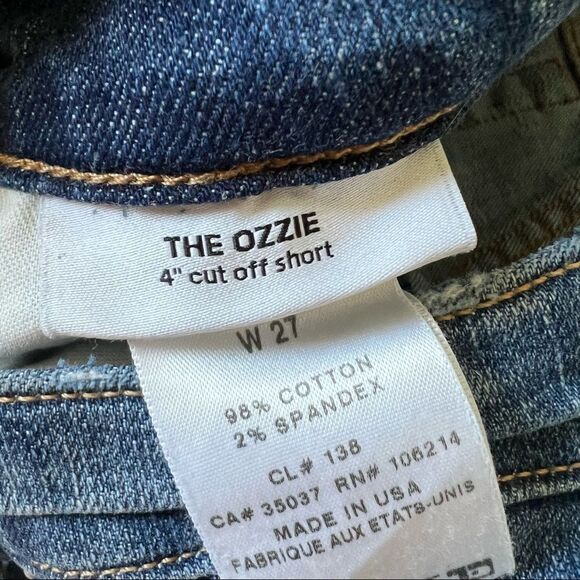 THE OZZIE
4" cut off short
W 27
98% COTTON
2% SPANDEX
CL# 138
CA# 35037 RN# 106214
MADE IN USA
FABRIQUE AUX ETATS-UNIS